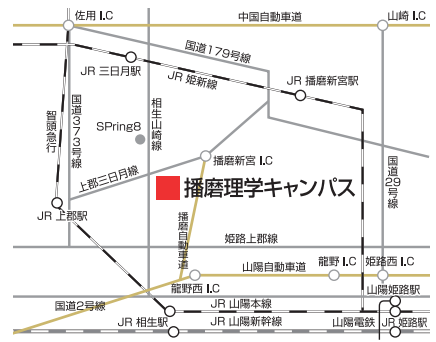 佐用 I.C
中国自動車道
山崎 I.C
国道179号線
JR 三日月駅
JR 姫新線
JR 播磨新宮駅
智頭急行
国道373号線
相生山崎線
SPring8
播磨新宮 I.C
国道29号線
上郡三日月線
播磨理学キャンパス
JR 上郡駅
播磨自動車道
姫路上郡線
山陽自動車道
龍野 I.C
姫路西 I.C
龍野西 I.C
山陽姫路駅
国道2号線
JR 山陽本線
JR 相生駅
JR 山陽新幹線
山陽電鉄
JR 姫路駅